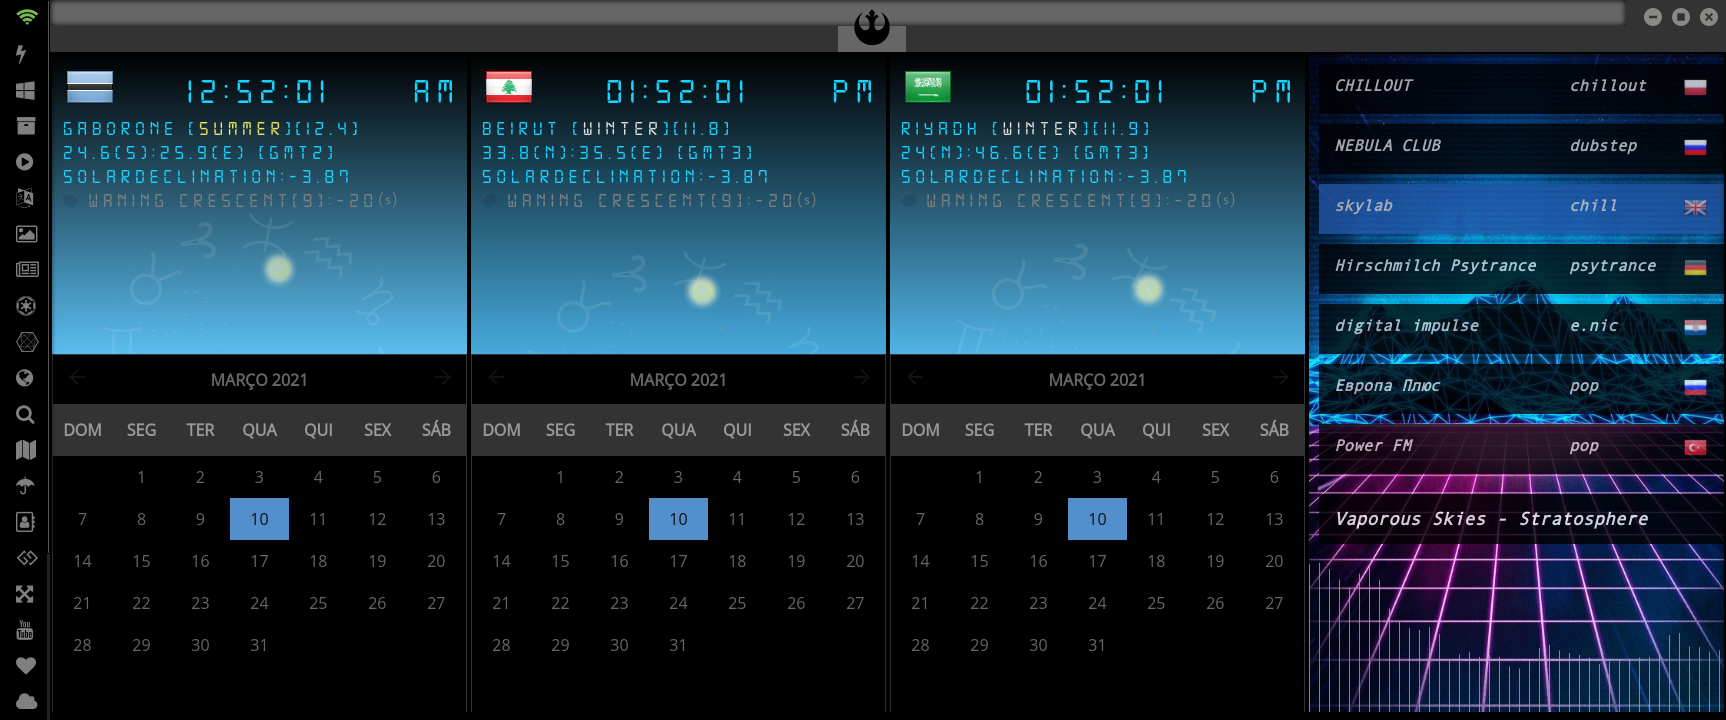 12:52:01 AM
GABORONE [SUMMER][12.4]
24.6(S):25.9(E) [GMT2]
SOLARDECLINATION:-3.87
WANING CRESCENT[9]:-20(s)
MARÇO 2021
DOM SEG TER QUA QUI SEX SÁB
1 2 3 4 5 6
7 8 9 10 11 12 13
14 15 16 17 18 19 20
21 22 23 24 25 26 27
28 29 30 31
01:52:01 PM
BEIRUT [WINTER][11.8]
33.8(N):35.5(E) [GMT3]
SOLARDECLINATION:-3.87
WANING CRESCENT[9]:-20(s)
MARÇO 2021
DOM SEG TER QUA QUI SEX SÁB
1 2 3 4 5 6
7 8 9 10 11 12 13
14 15 16 17 18 19 20
21 22 23 24 25 26 27
28 29 30 31
01:52:01 PM
RIYADH [WINTER][11.9]
24(N):46.6(E) [GMT3]
SOLARDECLINATION:-3.87
WANING CRESCENT[9]:-20(s)
MARÇO 2021
DOM SEG TER QUA QUI SEX SÁB
1 2 3 4 5 6
7 8 9 10 11 12 13
14 15 16 17 18 19 20
21 22 23 24 25 26 27
28 29 30 31
CHILLOUT chillout
NEBULA CLUB dubstep
skylab chill
Hirschmilch Psytrance psytrance
digital impulse e.nic
Европа Плюс pop
Power FM pop
Vaporous Skies - Stratosphere
You
Tube